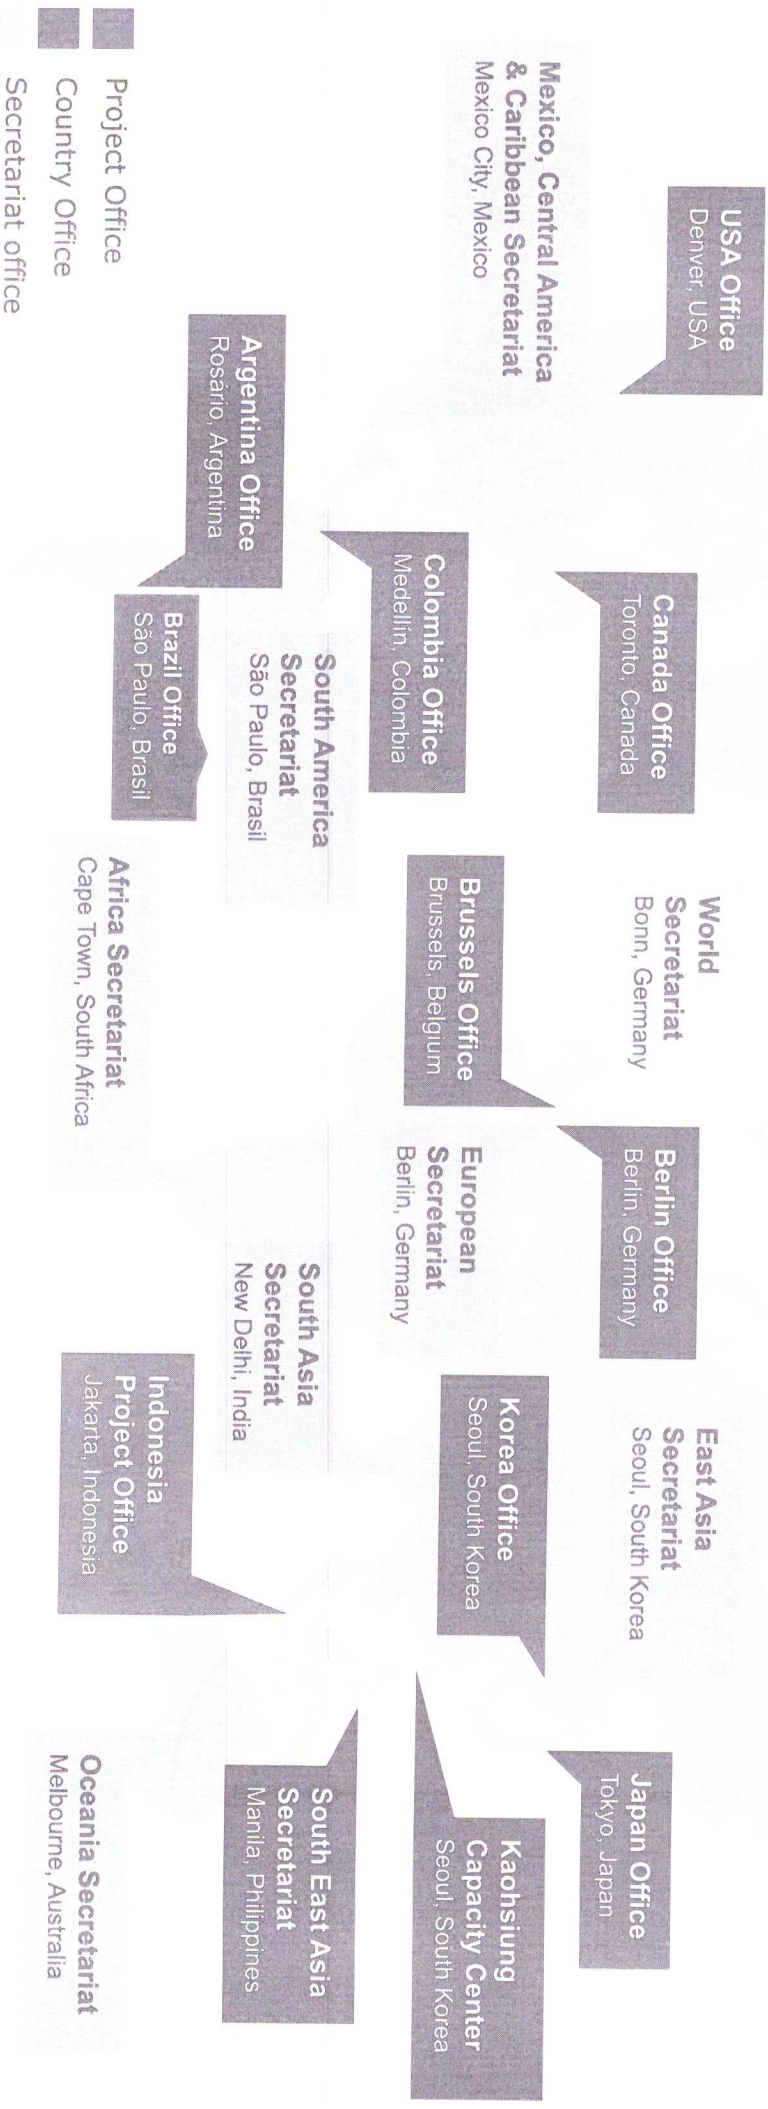 USA Office
Denver, USA
Canada Office
Toronto, Canada
World
Secretariat
Bonn, Germany
Berlin Office
Berlin, Germany
East Asia
Secretariat
Seoul, South Korea
Japan Office
Tokyo, Japan
Mexico, Central America
& Caribbean Secretariat
Mexico City, Mexico
Colombia Office
Medellín, Colombia
Brussels Office
Brussels, Belgium
European
Secretariat
Berlin, Germany
Korea Office
Seoul, South Korea
Kaohsiung
Capacity Center
Seoul, South Korea
Argentina Office
Rosário, Argentina
South America
Secretariat
São Paulo, Brasil
South Asia
Secretariat
New Delhi, India
South East Asia
Secretariat
Manila, Philippines
Brazil Office
São Paulo, Brasil
Africa Secretariat
Cape Town, South Africa
Indonesia
Project Office
Jakarta, Indonesia
Oceania Secretariat
Melbourne, Australia
Project Office
Country Office
Secretariat office